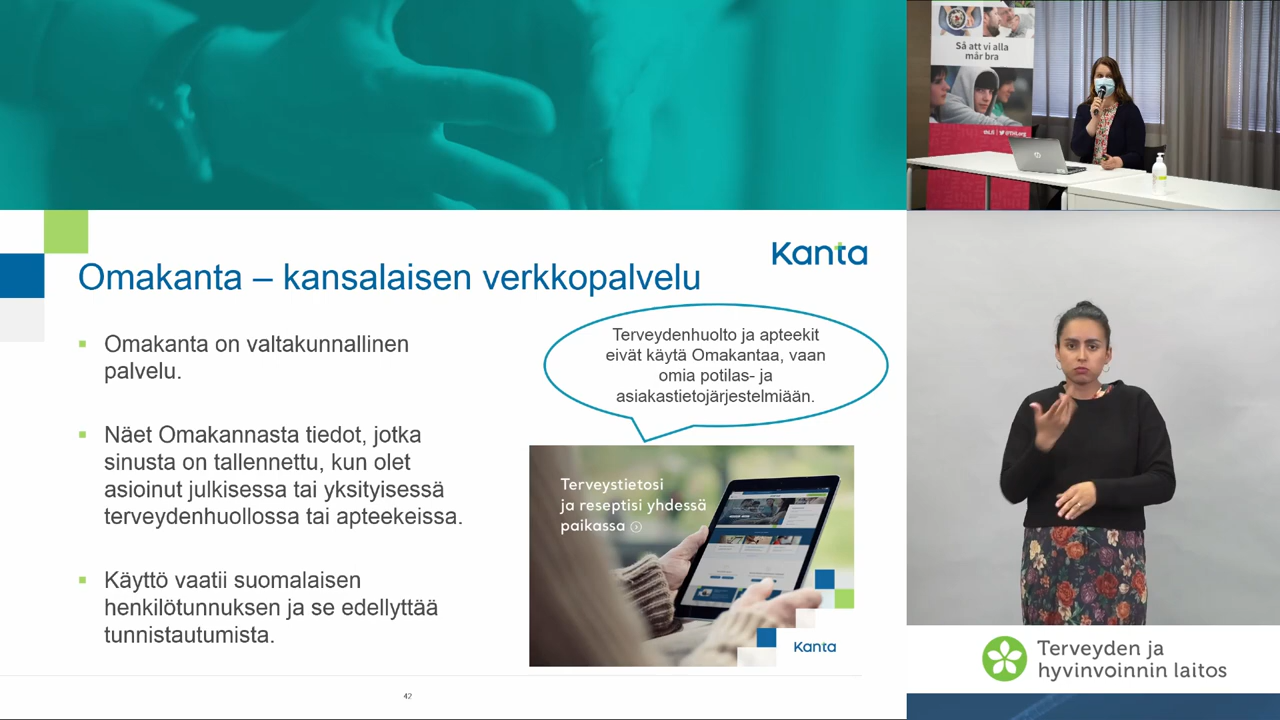 Omakanta – kansalaisen verkkopalvelu
Kanta
▪ Omakanta on valtakunnallinen
palvelu.
▪ Näet Omakannasta tiedot, jotka
sinusta on tallennettu, kun olet
asioinut julkisessa tai yksityisessä
terveydenhuollossa tai apteekeissa.
▪ Käyttö vaatii suomalaisen
henkilötunnuksen ja se edellyttää
tunnistautumista.
Terveydenhuolto ja apteekit
eivät käytä Omakantaa, vaan
omia potilas- ja
asiakastietojärjestelmiään.
Terveystietosi
ja reseptisi yhdessä
paikassa
Kanta
42
Så att vi alla
mår bra
hp
Terveyden ja
hyvinvoinnin laitos